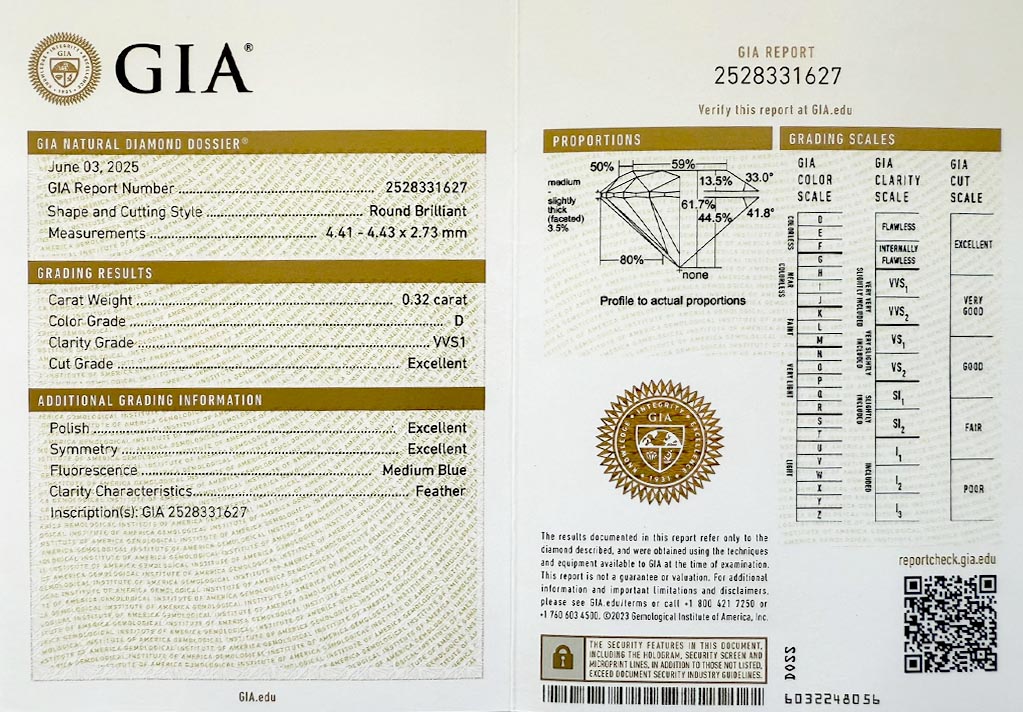 GIA®
GIA NATURAL DIAMOND DOSSIER®
June 03, 2025
GIA Report Number 2528331627
Shape and Cutting Style Round Brilliant
Measurements 4.41 - 4.43 x 2.73 mm
GRADING RESULTS
Carat Weight 0.32 carat
Color Grade D
Clarity Grade VVS1
Cut Grade Excellent
ADDITIONAL GRADING INFORMATION
Polish Excellent
Symmetry Excellent
Fluorescence Medium Blue
Clarity Characteristics Feather
Inscription(s): GIA 2528331627
GIA.edu
GIA REPORT
2528331627
Verify this report at GIA.edu
PROPORTIONS
50%
59%
33.0°
13.5%
medium
-
slightly
thick
(faceted)
3.5%
61.7%
44.5%
41.8°
80%
none
Profile to actual proportions
INTEGRITY
GIA
KNOWLEDGE
EXCELLENCE
1931
The results documented in this report refer only to the
diamond described, and were obtained using the techniques
and equipment available to GIA at the time of examination.
This report is not a guarantee or valuation. For additional
information and important limitations and disclaimers,
please see GIA.edu/terms or call +1 800 421 7250 or
+1 760 603 4500. ©2023 Gemological Institute of America, Inc.
THE SECURITY FEATURES IN THIS DOCUMENT,
INCLUDING THE HOLOGRAM, SECURITY SCREEN AND
MICROPRINT LINES, IN ADDITION TO THOSE NOT LISTED,
EXCEED DOCUMENT SECURITY INDUSTRY GUIDELINES.
GRADING SCALES
GIA
COLOR
SCALE
COLORLESS
D
E
F
NEAR
COLORLESS
G
H
I
J
FAINT
K
L
M
VERY LIGHT
N
O
P
Q
R
LIGHT
S
T
U
V
W
X
Y
Z
GIA
CLARITY
SCALE
FLAWLESS
INTERNALLY
FLAWLESS
VERY VERY
SLIGHTLY INCLUDED
VVS1
VVS2
VERY SLIGHTLY
INCLUDED
VS1
VS2
SLIGHTLY
INCLUDED
SI1
SI2
INCLUDED
I1
I2
I3
GIA
CUT
SCALE
EXCELLENT
VERY
GOOD
GOOD
FAIR
POOR
reportcheck.gia.edu
DOSS
6032248056